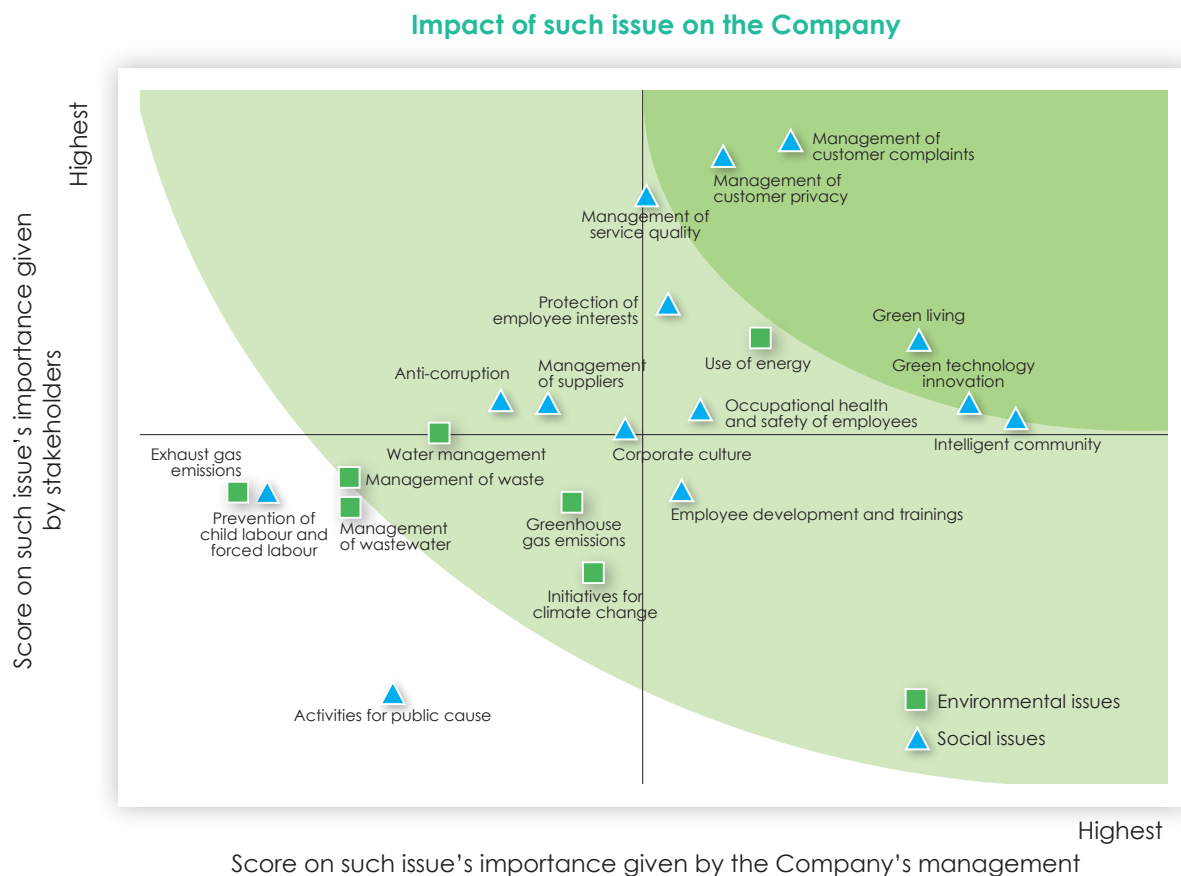 Impact of such issue on the Company
Highest
Score on such issue's importance given
by stakeholders
Management of
customer complaints
Management of
customer privacy
Management of
service quality
Protection of
employee interests
Green living
Use of energy
Green technology
innovation
Anti-corruption
Management
of suppliers
Occupational health
and safety of employees
Intelligent community
Water management
Corporate culture
Exhaust gas
emissions
Management of waste
Prevention of
child labour and
forced labour
Management
of wastewater
Greenhouse
gas emissions
Employee development and trainings
Initiatives for
climate change
Activities for public cause
Environmental issues
Social issues
Highest
Score on such issue's importance given by the Company's management